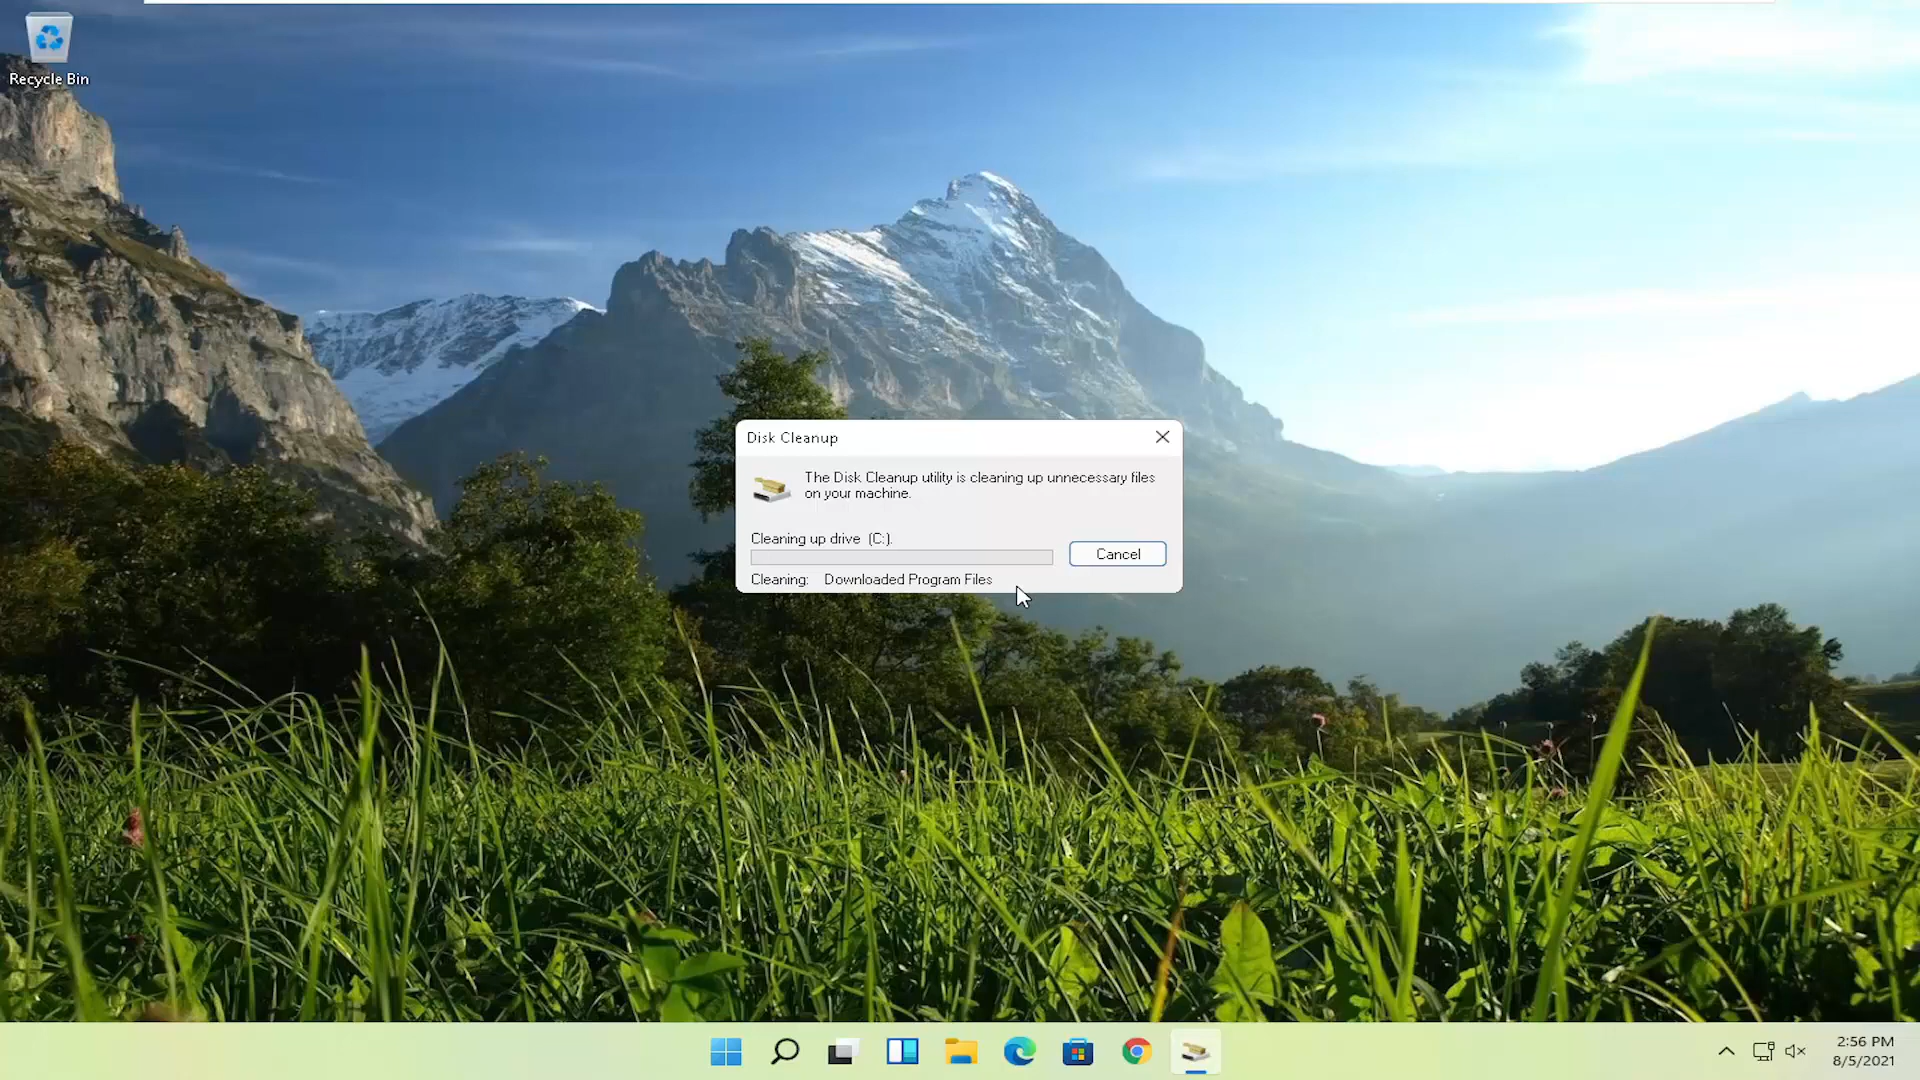 Recycle Bin
Disk Cleanup
The Disk Cleanup utility is cleaning up unnecessary files
on your machine.
Cleaning up drive (C:).
Cancel
Cleaning: Downloaded Program Files
2:56 PM
8/5/2021